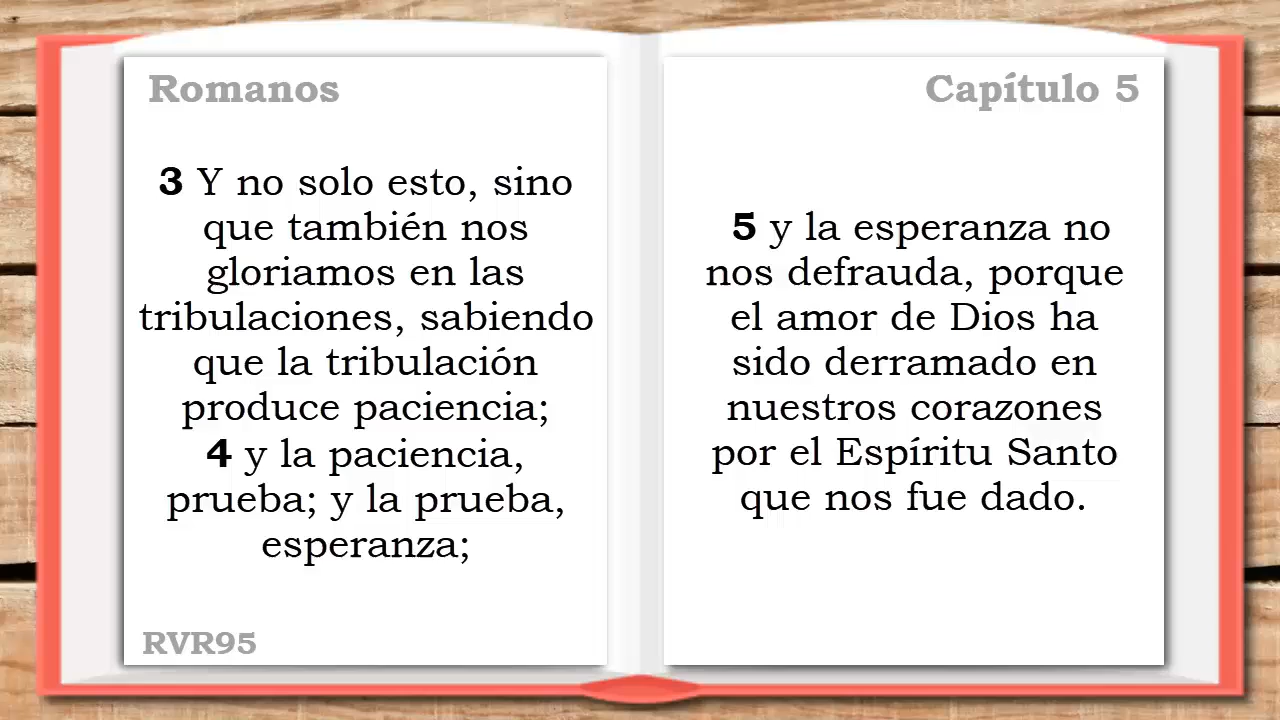 Romanos
3 Y no solo esto, sino
que también nos
gloriamos en las
tribulaciones, sabiendo
que la tribulación
produce paciencia;
4 y la paciencia,
prueba; y la prueba,
esperanza;
RVR95
Capítulo 5
5 y la esperanza no
nos defrauda, porque
el amor de Dios ha
sido derramado en
nuestros corazones
por el Espíritu Santo
que nos fue dado.